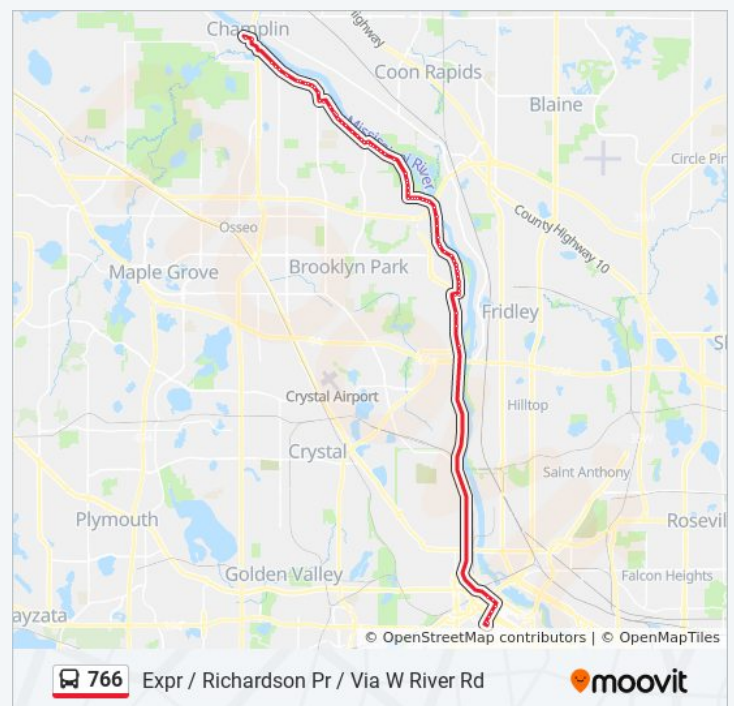 Champlin
Highway
Coon Rapids
Blaine
Mississippi River
Circle Pin
County Highway 10
Osseo
Maple Grove
Brooklyn Park
Fridley
Crystal Airport
Hilltop
Crystal
Saint Anthony
Plymouth
Rosevil
Golden Valley
Falcon Heights
ayzata
© OpenStreetMap contributors | © OpenMapTiles
766 Expr / Richardson Pr / Via W River Rd
moovit